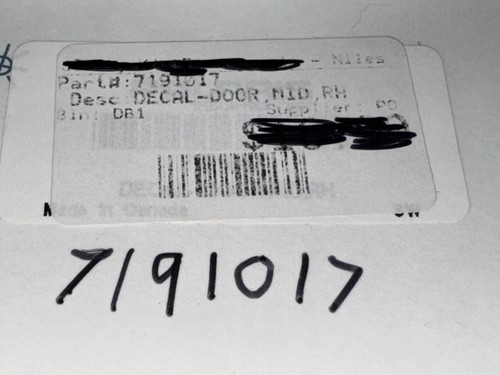 - Niles
Part#:7191017
Desc:DECAL-DOOR,MID,RH
Bin: DB1 Supplier: PO
Made in Canada
7191017